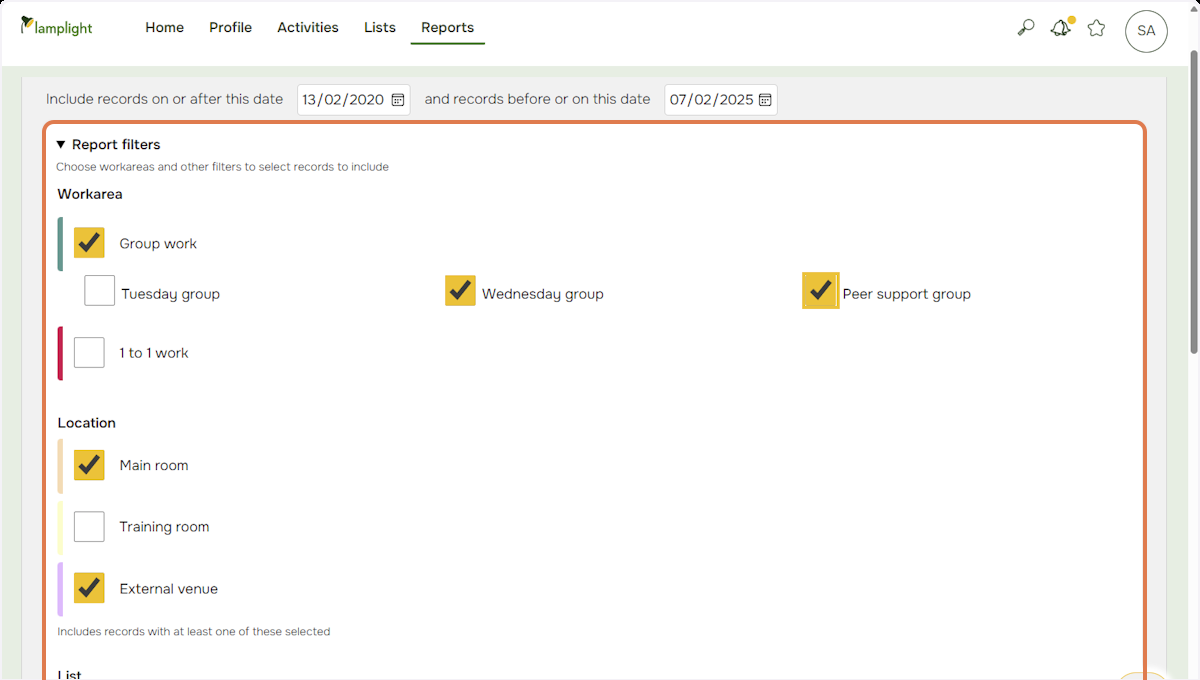 lamplight
Home Profile Activities Lists Reports
SA
Include records on or after this date 13/02/2020 and records before or on this date 07/02/2025
Report filters
Choose workareas and other filters to select records to include
Workarea
Group work
Tuesday group Wednesday group Peer support group
1 to 1 work
Location
Main room
Training room
External venue
Includes records with at least one of these selected
List